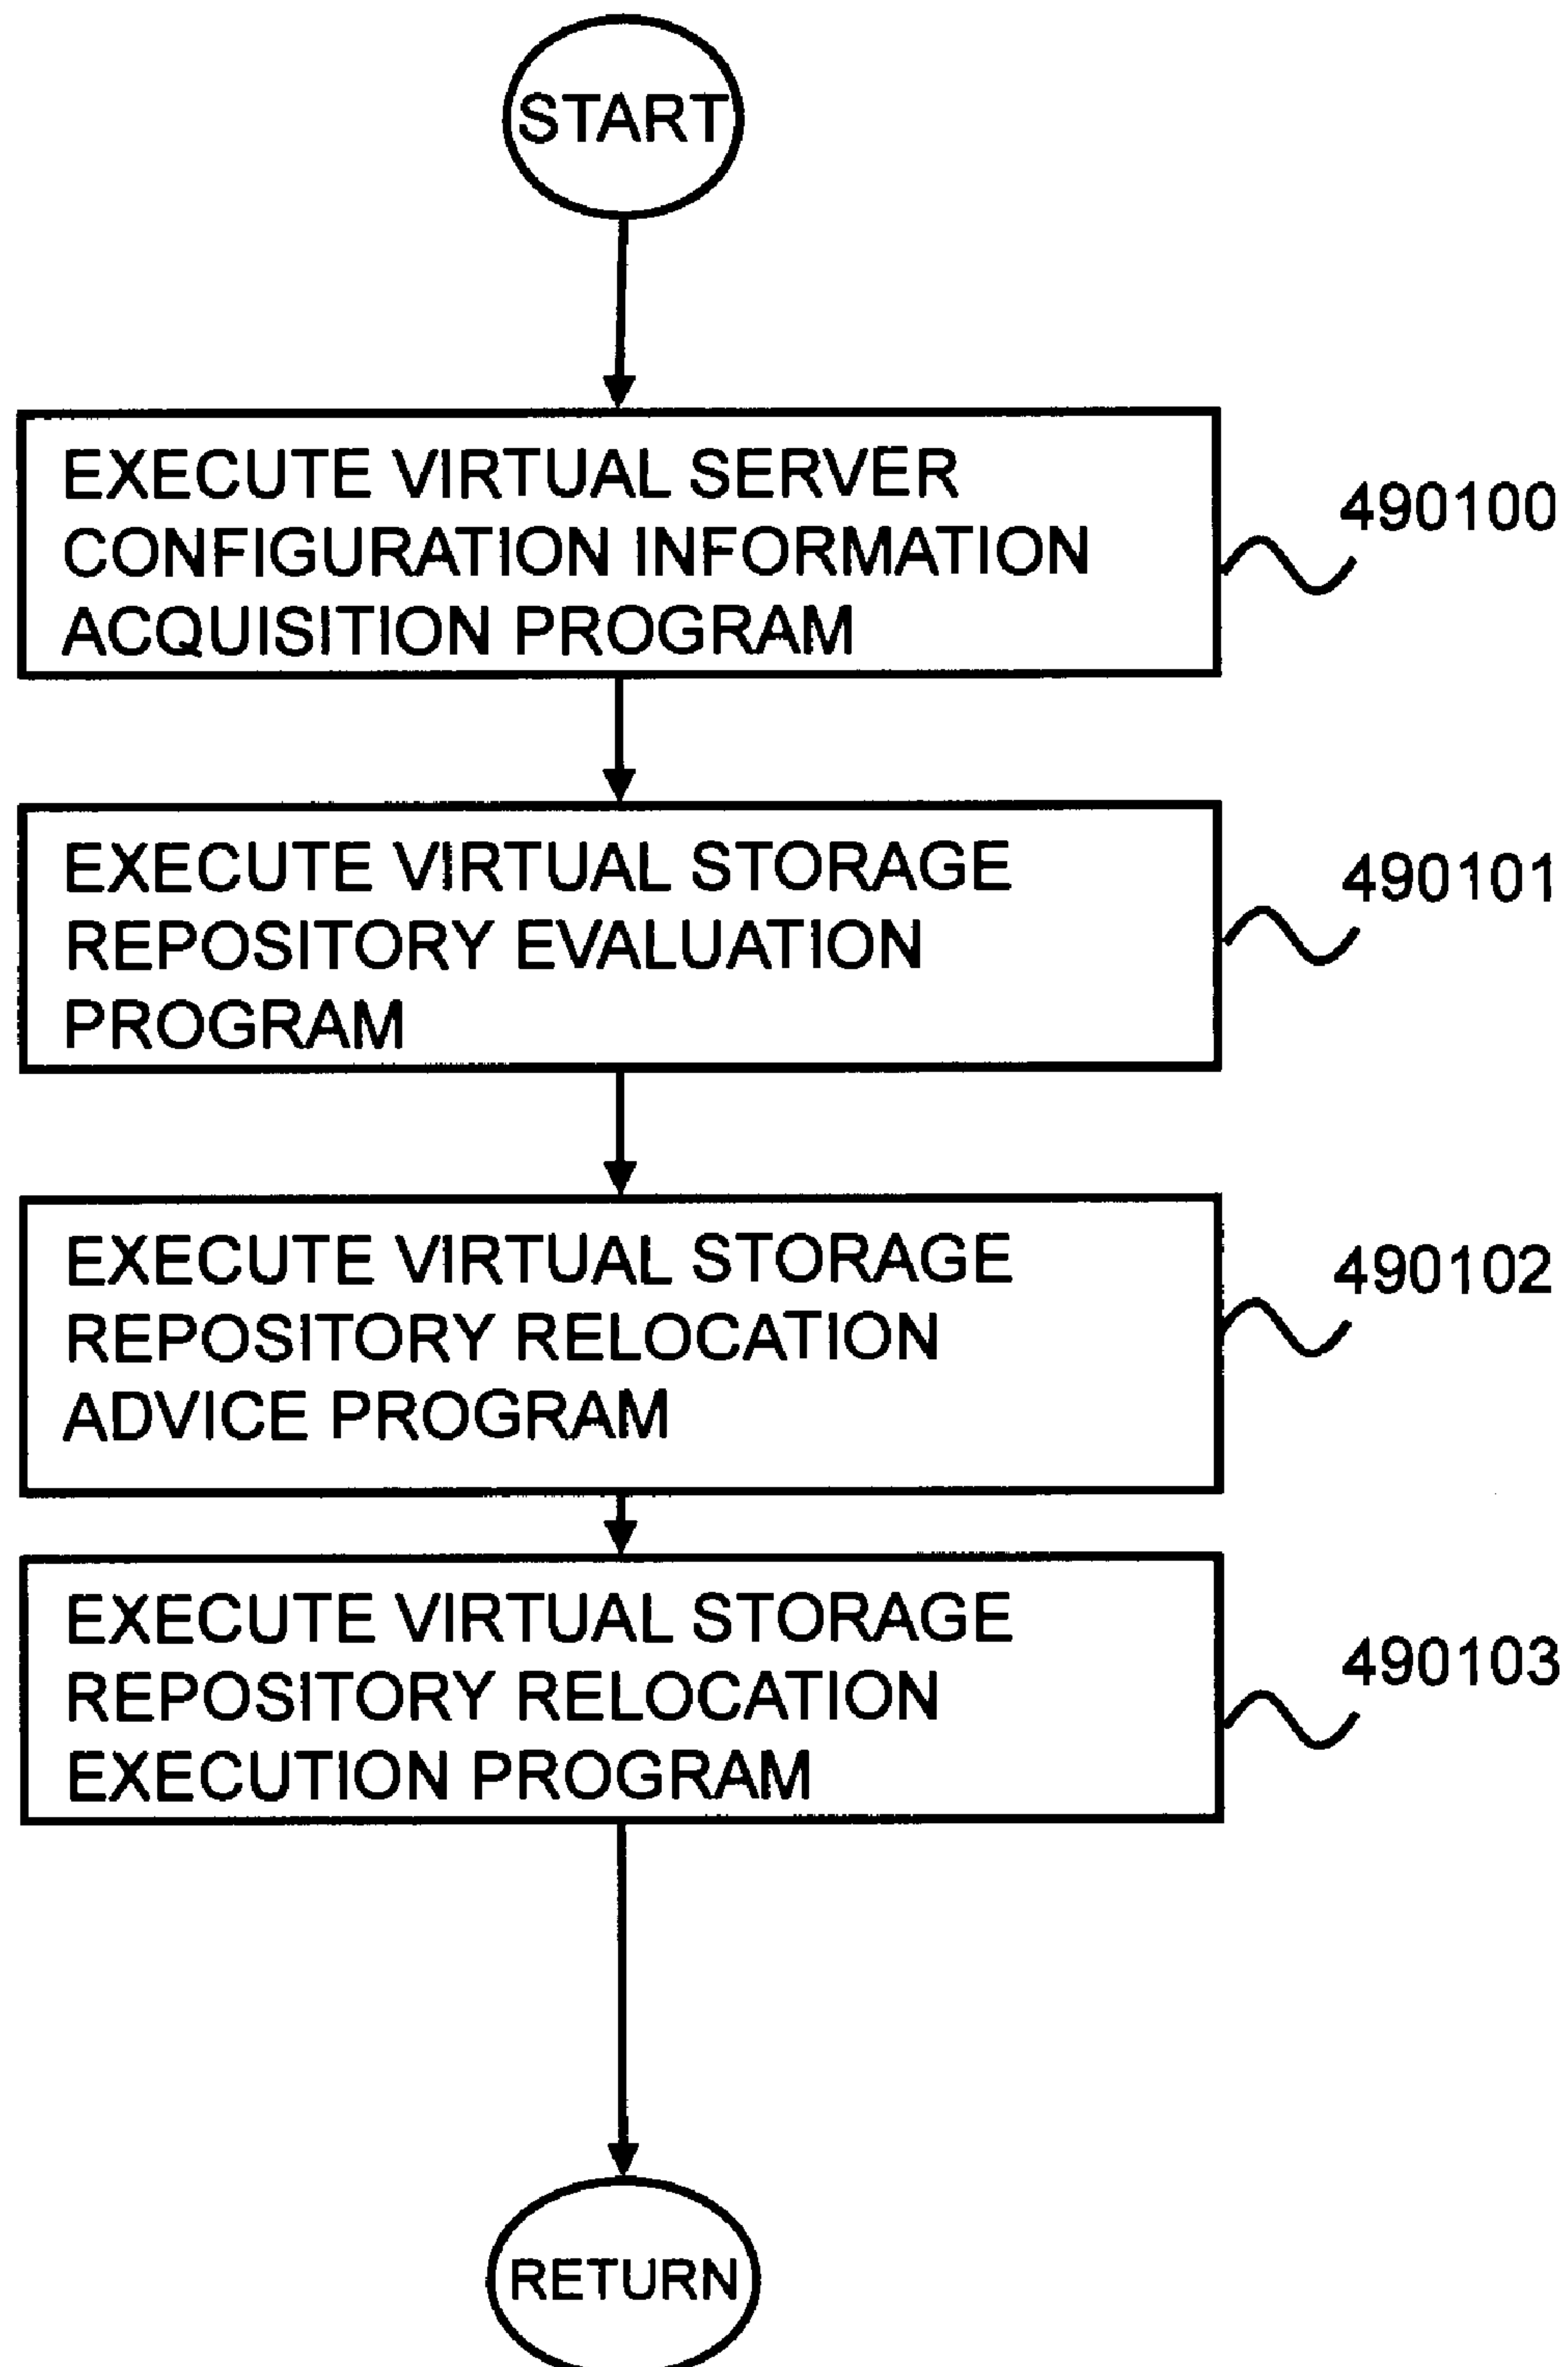 START
EXECUTE VIRTUAL SERVER
CONFIGURATION INFORMATION
ACQUISITION PROGRAM
490100
EXECUTE VIRTUAL STORAGE
REPOSITORY EVALUATION
PROGRAM
490101
EXECUTE VIRTUAL STORAGE
REPOSITORY RELOCATION
ADVICE PROGRAM
490102
EXECUTE VIRTUAL STORAGE
REPOSITORY RELOCATION
EXECUTION PROGRAM
490103
RETURN